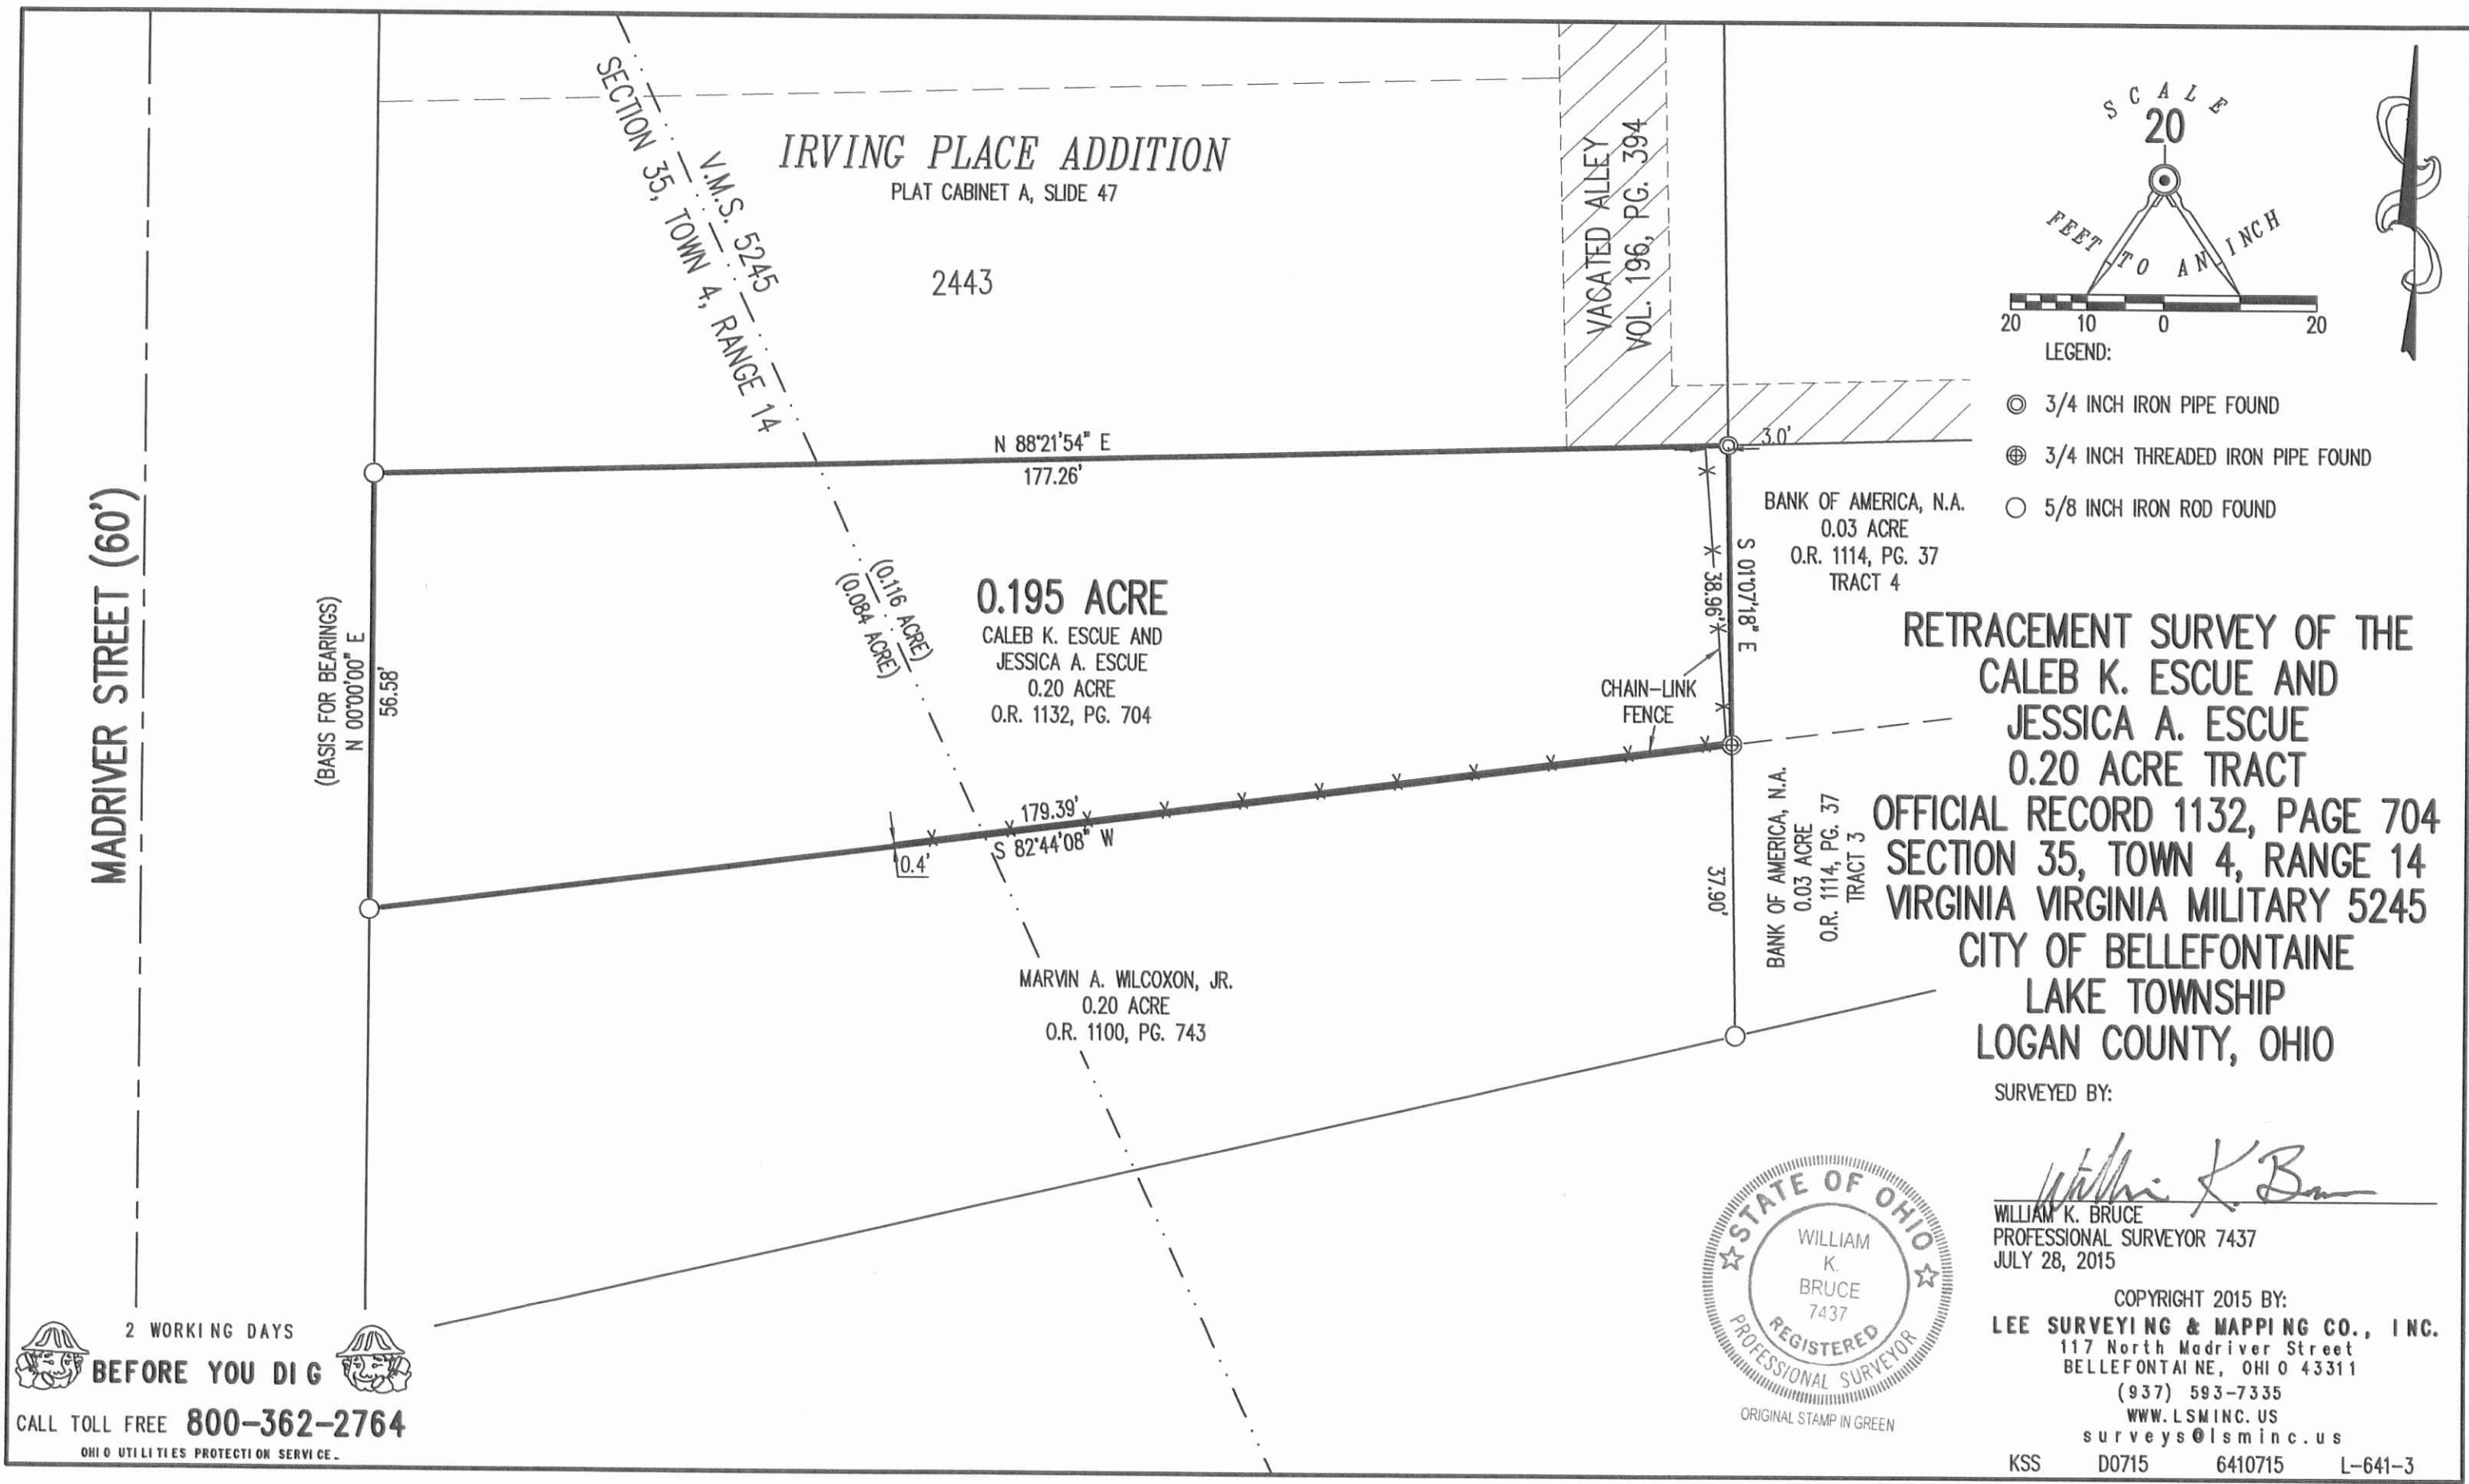 SECTION 35, TOWN 4, RANGE 14
V.M.S. 5245
IRVING PLACE ADDITION
PLAT CABINET A, SLIDE 47
2443
VACATED ALLEY
VOL. 196, PG. 394
SCALE
20
FEET TO AN INCH
20 10 0 20
LEGEND:
3/4 INCH IRON PIPE FOUND
3/4 INCH THREADED IRON PIPE FOUND
5/8 INCH IRON ROD FOUND
MADRIVER STREET (60')
(BASIS FOR BEARINGS)
N 00°00'00" E
56.58'
N 88°21'54" E
177.26'
3.0'
(0.116 ACRE)
(0.084 ACRE)
0.195 ACRE
CALEB K. ESCUE AND
JESSICA A. ESCUE
0.20 ACRE
O.R. 1132, PG. 704
38.96'
S 01°07'18" E
CHAIN-LINK
FENCE
BANK OF AMERICA, N.A.
0.03 ACRE
O.R. 1114, PG. 37
TRACT 4
179.39'
S 82°44'08" W
0.4'
37.90'
BANK OF AMERICA, N.A.
0.03 ACRE
O.R. 1114, PG. 37
TRACT 3
MARVIN A. WILCOXON, JR.
0.20 ACRE
O.R. 1100, PG. 743
RETRACEMENT SURVEY OF THE
CALEB K. ESCUE AND
JESSICA A. ESCUE
0.20 ACRE TRACT
OFFICIAL RECORD 1132, PAGE 704
SECTION 35, TOWN 4, RANGE 14
VIRGINIA VIRGINIA MILITARY 5245
CITY OF BELLEFONTAINE
LAKE TOWNSHIP
LOGAN COUNTY, OHIO
SURVEYED BY:
William K. Bruce
WILLIAM K. BRUCE
PROFESSIONAL SURVEYOR 7437
JULY 28, 2015
STATE OF OHIO
WILLIAM
K.
BRUCE
7437
REGISTERED
PROFESSIONAL SURVEYOR
ORIGINAL STAMP IN GREEN
COPYRIGHT 2015 BY:
LEE SURVEYING & MAPPING CO., INC.
117 North Madriver Street
BELLEFONTAINE, OHIO 43311
(937) 593-7335
WWW.LSMINC.US
surveys@lsminc.us
KSS D0715 6410715 L-641-3
2 WORKING DAYS
BEFORE YOU DIG
CALL TOLL FREE 800-362-2764
OHIO UTILITIES PROTECTION SERVICE.